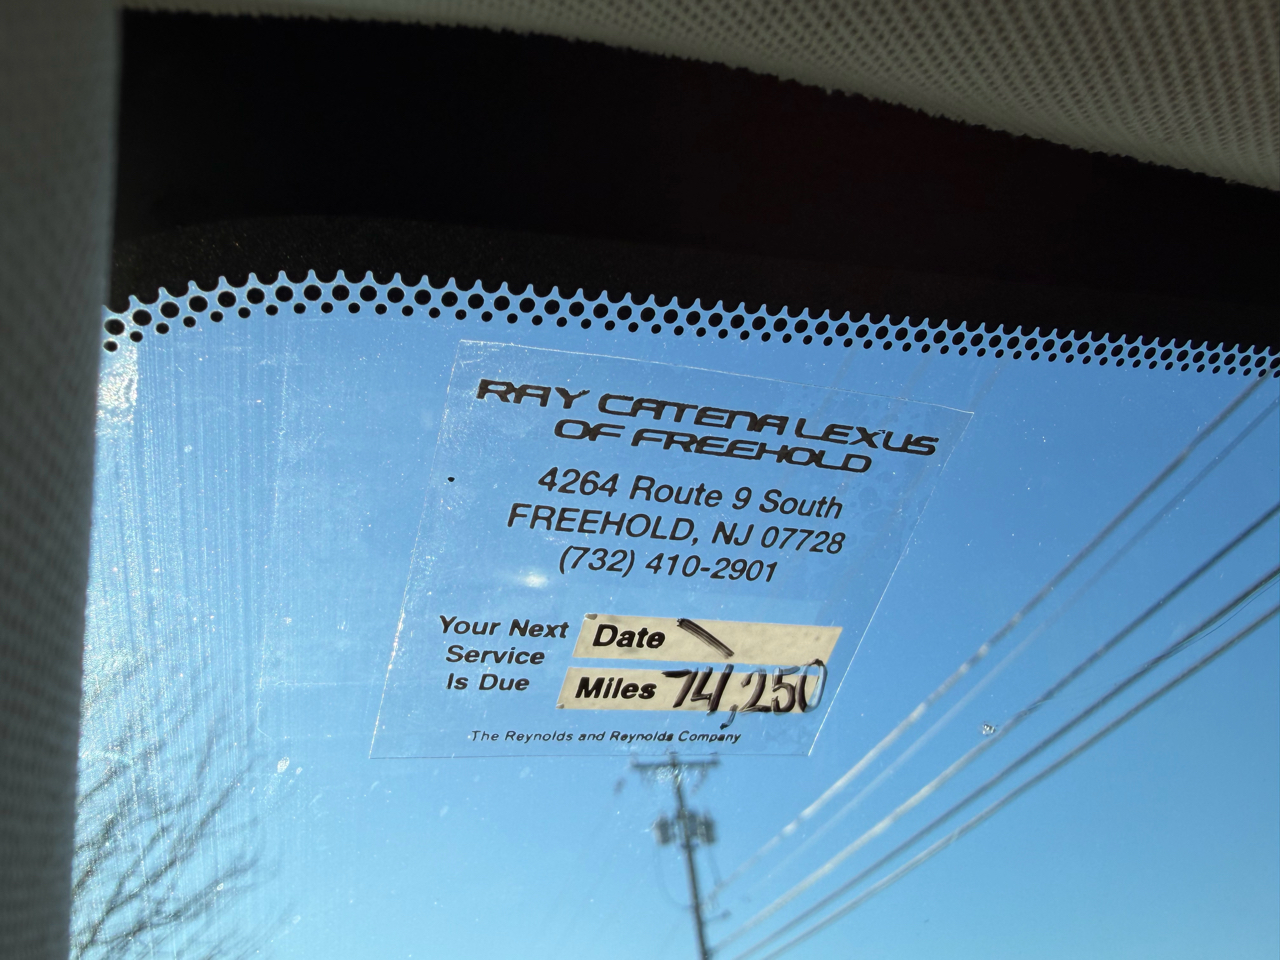 RAY CATENA LEXUS
OF FREEHOLD
4264 Route 9 South
FREEHOLD, NJ 07728
(732) 410-2901
Your Next
Service
Is Due
Date \
Miles 74,250
The Reynolds and Reynolds Company